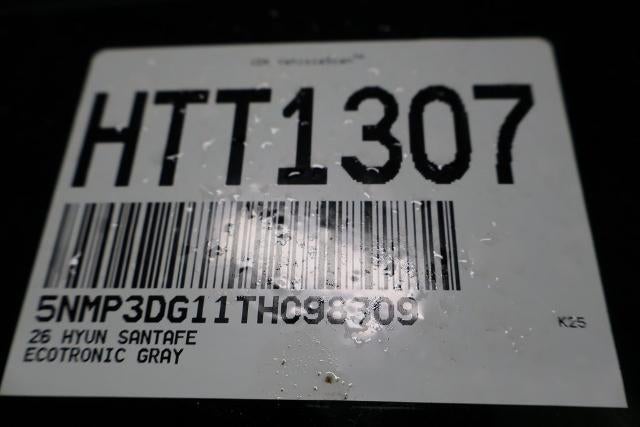 HTT1307
5NMP3DG11TH098309
26 HYUN SANTAFE
ECOTRONIC GRAY
K25